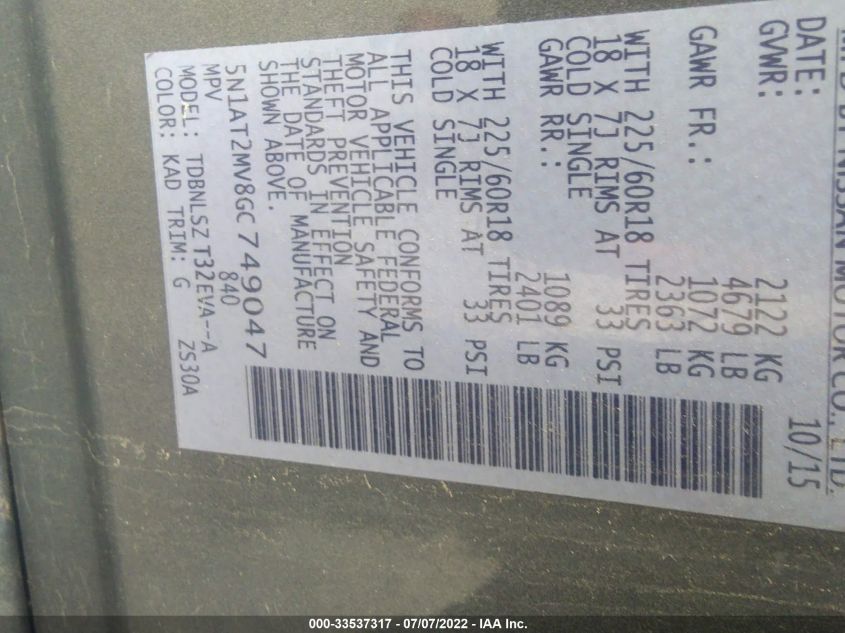 MFD BY NISSAN MOTOR CO., LTD.
DATE: 10/15
GVWR: 2122 KG
4679 LB
GAWR FR.: 1072 KG
2363 LB
WITH 225/60R18 TIRES
18 X 7J RIMS AT 33 PSI
COLD SINGLE
GAWR RR.: 1089 KG
2401 LB
WITH 225/60R18 TIRES
18 X 7J RIMS AT 33 PSI
COLD SINGLE
THIS VEHICLE CONFORMS TO
ALL APPLICABLE FEDERAL
MOTOR VEHICLE SAFETY AND
THEFT PREVENTION
STANDARDS IN EFFECT ON
THE DATE OF MANUFACTURE
SHOWN ABOVE.
5N1AT2MV8GC749047
MPV 840
MODEL: TDBNLSZ T32EVA--A
COLOR: KAD TRIM: G ZS30A
000-33537317 - 07/07/2022 - IAA Inc.